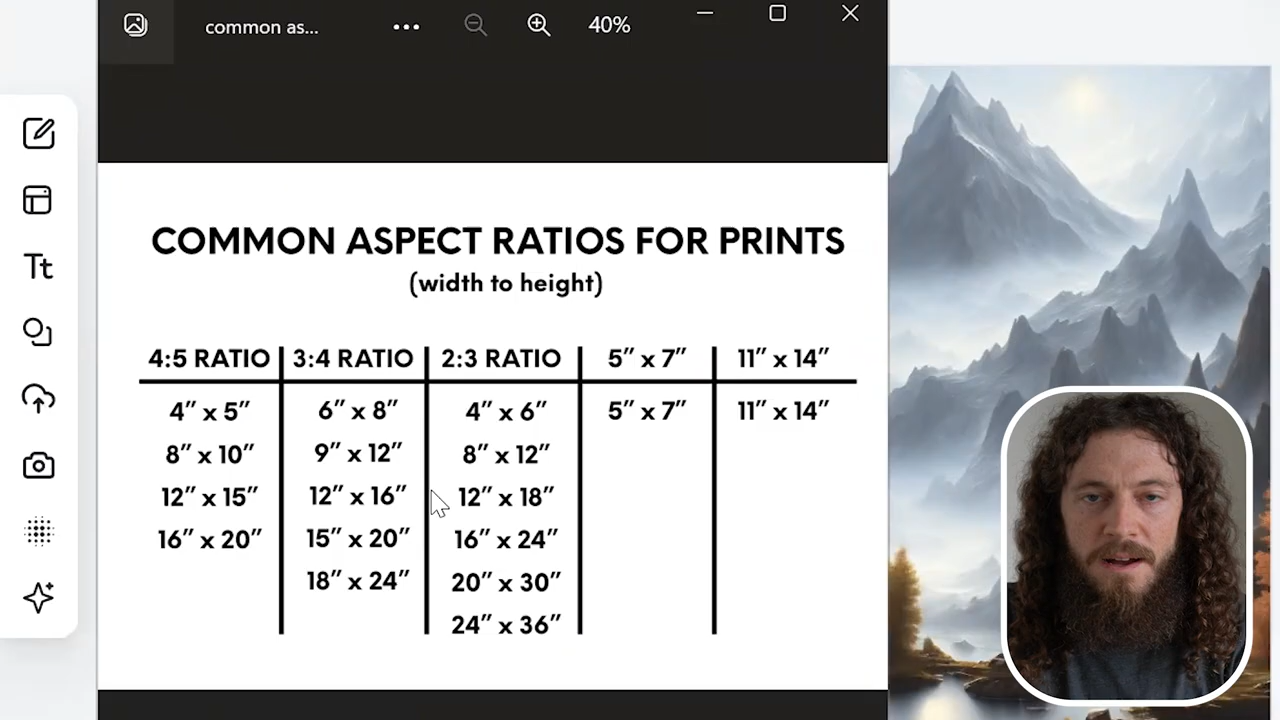 common as...
40%
Tt
COMMON ASPECT RATIOS FOR PRINTS
(width to height)
4:5 RATIO 3:4 RATIO 2:3 RATIO 5” x 7” 11” x 14”
4” x 5” 6” x 8” 4” x 6” 5” x 7” 11” x 14”
8” x 10” 9” x 12” 8” x 12”
12” x 15” 12” x 16” 12” x 18”
16” x 20” 15” x 20” 16” x 24”
18” x 24” 20” x 30”
24” x 36”